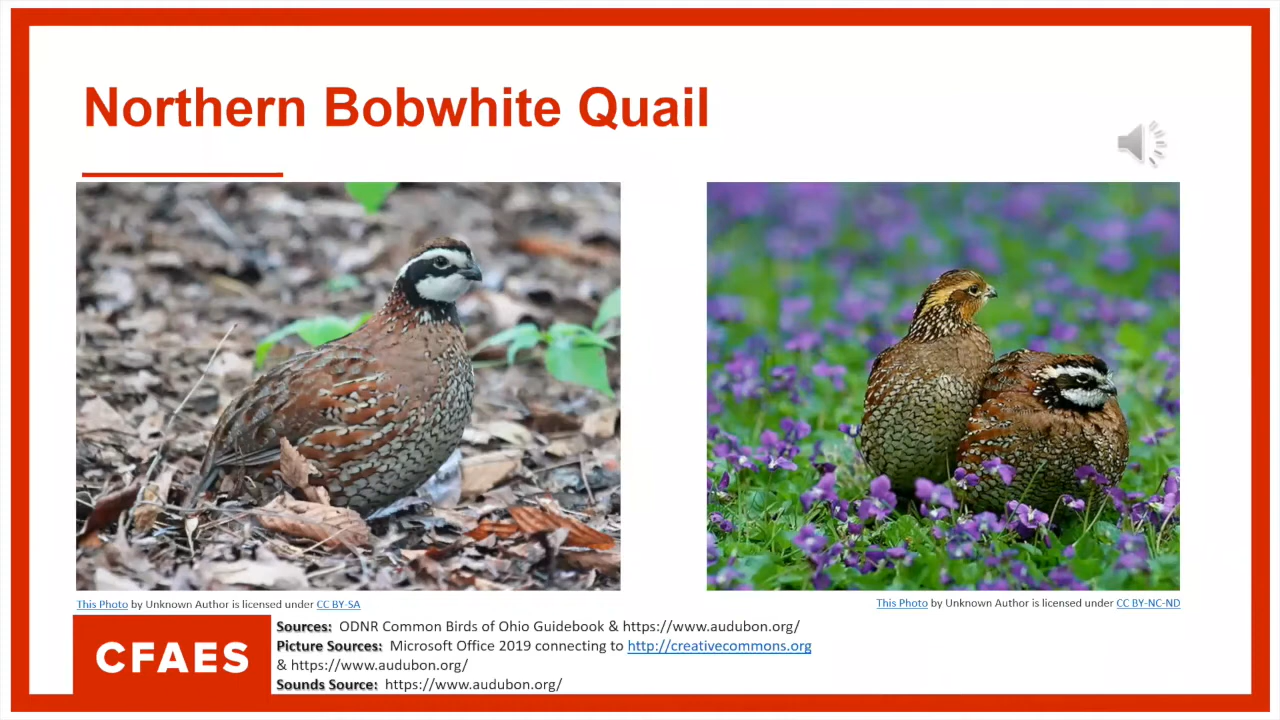 Northern Bobwhite Quail
This Photo by Unknown Author is licensed under CC BY-SA
This Photo by Unknown Author is licensed under CC BY-NC-ND
CFAES
Sources: ODNR Common Birds of Ohio Guidebook & https://www.audubon.org/
Picture Sources: Microsoft Office 2019 connecting to http://creativecommons.org
& https://www.audubon.org/
Sounds Source: https://www.audubon.org/